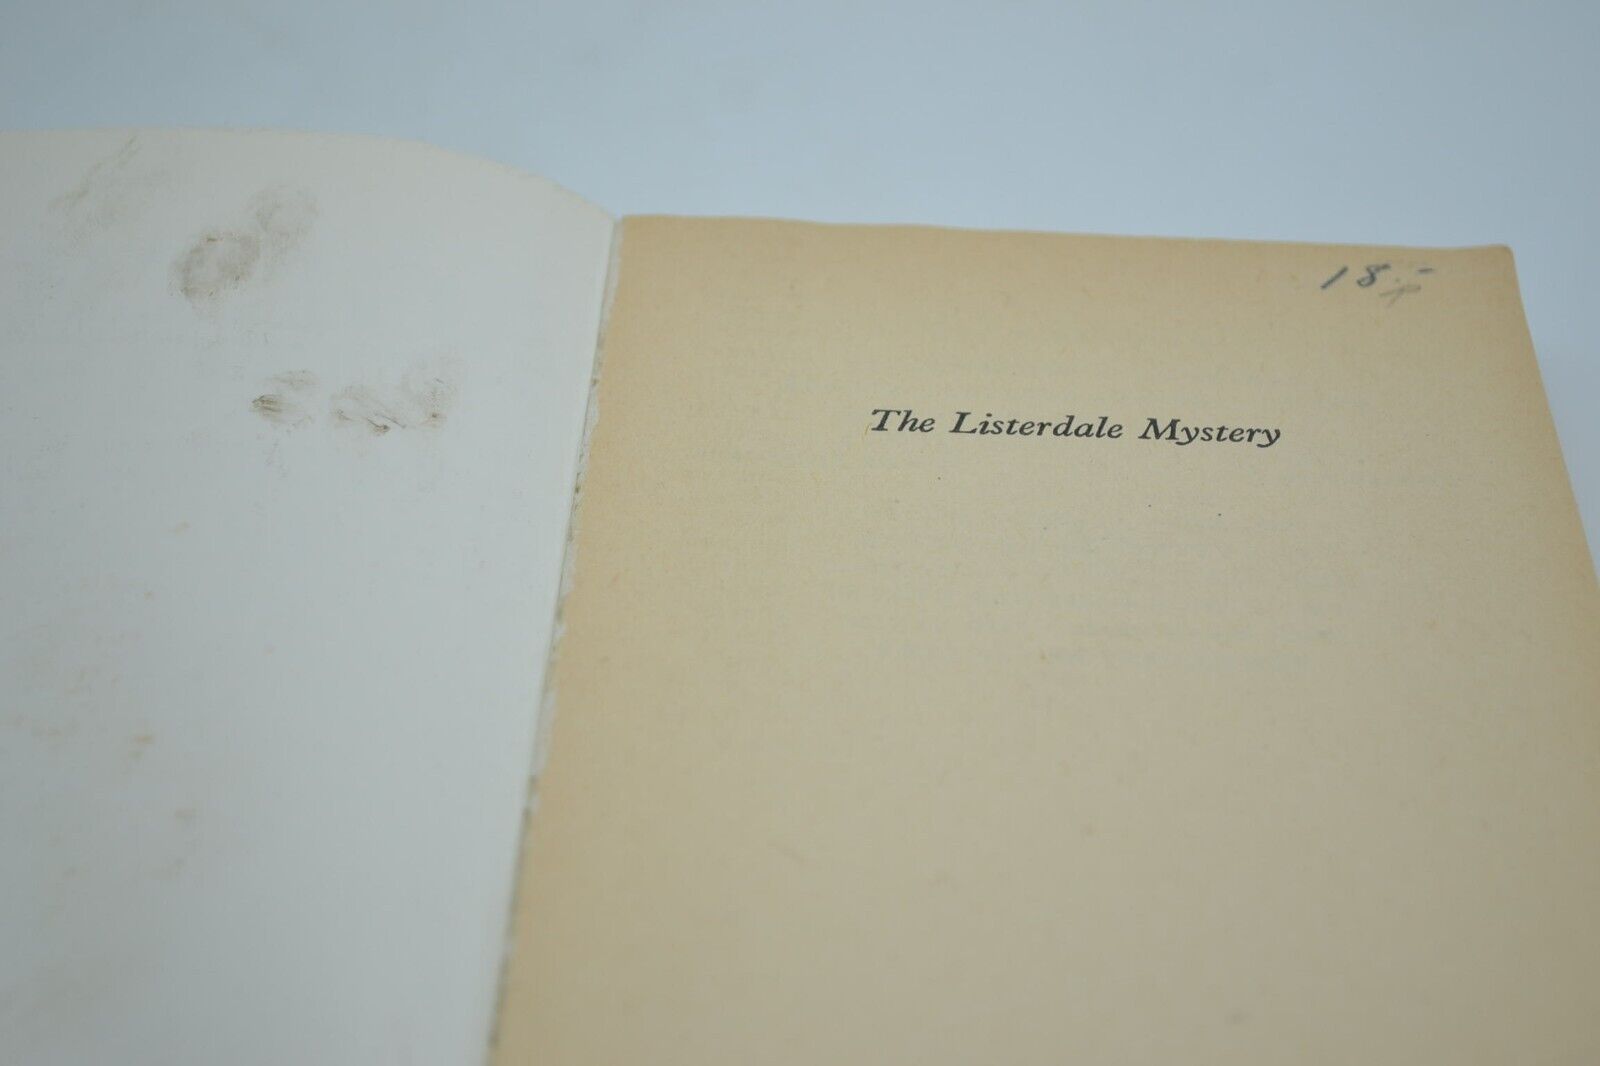 18.-
The Listerdale Mystery